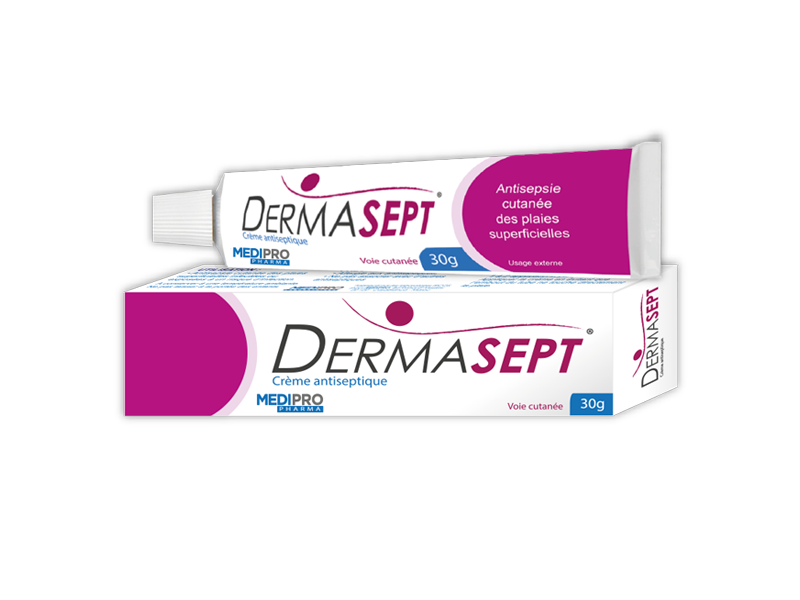 DERMASEPT®
Crème antiseptique
MEDIPRO
PHARMA
Voie cutanée
30g
Antisepsie
cutanée
des plaies
superficielles
Usage externe
DERMASEPT®
Crème antiseptique
MEDIPRO
PHARMA
Voie cutanée
30g
DERMASEPT
Crème antiseptique